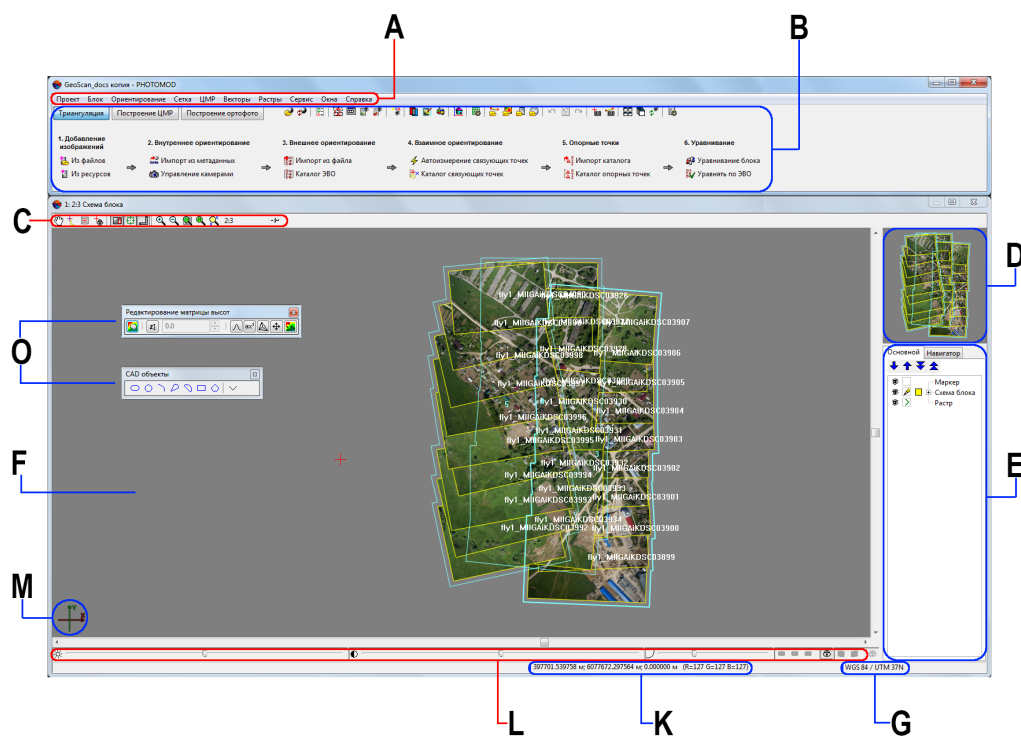 A
B
GeoScan_docs копия - PHOTOMOD
Проект Блок Ориентирование Сетка ЦМР Векторы Растры Сервис Окна Справка
Триангуляция Построение ЦМР Построение ортофото
1. Добавление изображений
Из файлов
Из ресурсов
2. Внутреннее ориентирование
Импорт из метаданных
Управление камерами
3. Внешнее ориентирование
Импорт из файла
Каталог ЭВО
4. Взаимное ориентирование
Автоизмерение связующих точек
Каталог связующих точек
5. Опорные точки
Импорт каталога
Каталог опорных точек
6. Уравнивание
Уравнивание блока
Уравнять по ЭВО
1: 2:3 Схема блока
C
2:3
D
Редактирование матрицы высот
z] 0.0 ax²
O
CAD объекты
fly1_MIIGAiKDSC03907
fly1_MIIGAiKDSC03998
fly1_MIIGAiKDSC03906
fly1_MIIGAiKDSC03905
fly1_MIIGAiKDSC03930
fly1_MIIGAiKDSC03904
fly1_MIIGAiKDSC03996
fly1_MIIGAiKDSC03931
fly1_MIIGAiKDSC03995
fly1_MIIGAiKDSC03903
fly1_MIIGAiKDSC03902
fly1_MIIGAiKDSC03994
fly1_MIIGAiKDSC03933
fly1_MIIGAiKDSC03993
fly1_MIIGAiKDSC03901
fly1_MIIGAiKDSC03934
fly1_MIIGAiKDSC03992
fly1_MIIGAiKDSC03900
fly1_MIIGAiKDSC03899
Основной Навигатор
Маркер
Схема блока
Растр
F
E
M
Y
X
397701.539758 м; 6077672.297564 м; 0.000000 м (R=127 G=127 B=127)
WGS 84 / UTM 37N
L
K
G